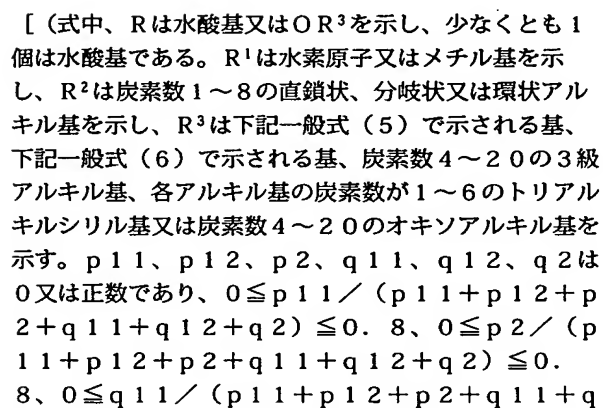 ［（式中、Ｒは水酸基又はＯＲ³を示し、少なくとも１
個は水酸基である。Ｒ¹は水素原子又はメチル基を示
し、Ｒ²は炭素数１～８の直鎖状、分岐状又は環状アル
キル基を示し、Ｒ³は下記一般式（５）で示される基、
下記一般式（６）で示される基、炭素数４～２０の３級
アルキル基、各アルキル基の炭素数が１～６のトリアル
キルシリル基又は炭素数４～２０のオキソアルキル基を
示す。ｐ１１、ｐ１２、ｐ２、ｑ１１、ｑ１２、ｑ２は
０又は正数であり、０≦ｐ１１／（ｐ１１＋ｐ１２＋ｐ
２＋ｑ１１＋ｑ１２＋ｑ２）≦０．８、０≦ｐ２／（ｐ
１１＋ｐ１２＋ｐ２＋ｑ１１＋ｑ１２＋ｑ２）≦０．
８、０≦ｑ１１／（ｐ１１＋ｐ１２＋ｐ２＋ｑ１１＋ｑ